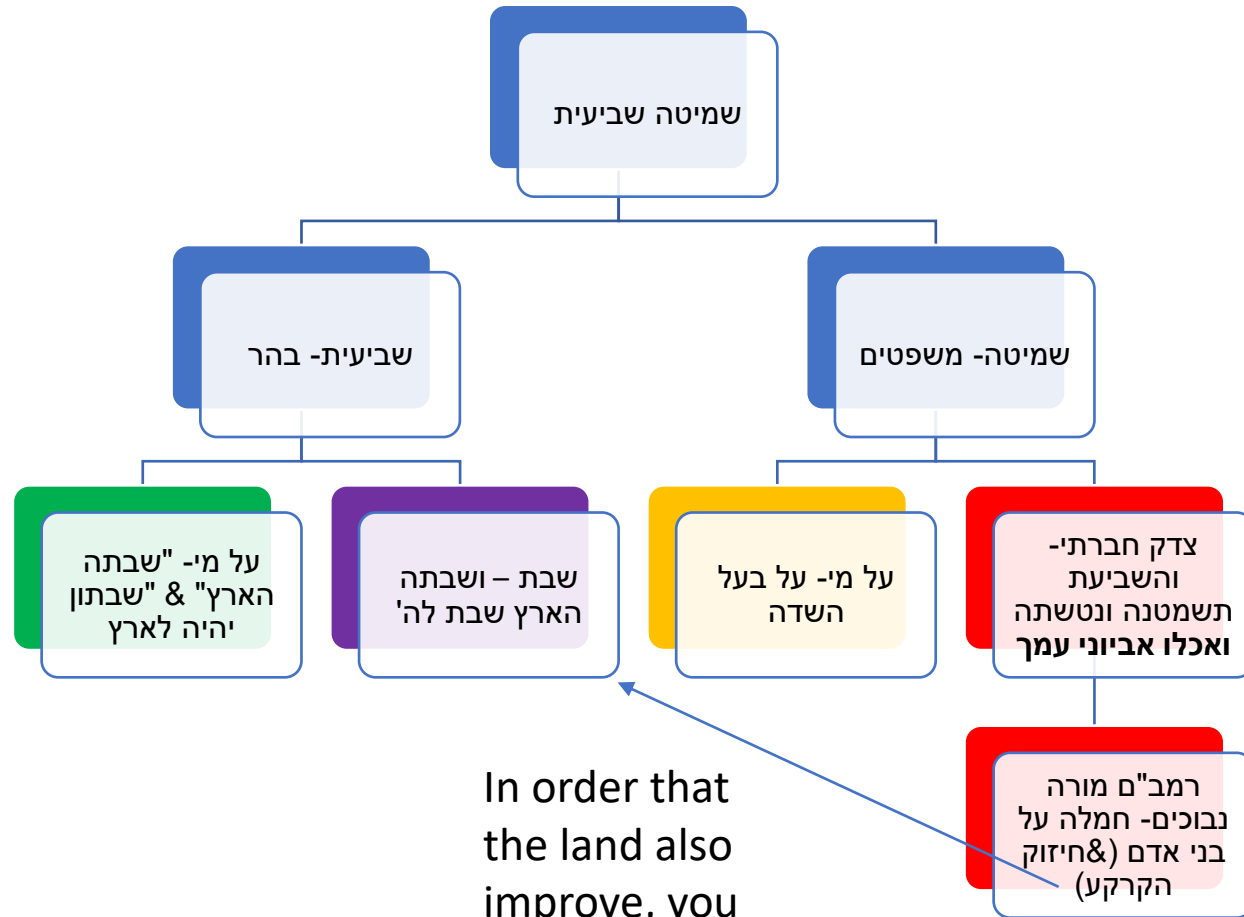 שמיטה שביעית
שמיטה- משפטים
שביעית- בהר
צדק חברתי-
והשביעת
תשמטנה ונטשתה
ואכלו אביוני עמך
על מי- על בעל
השדה
שבת – ושבתה
הארץ שבת לה'
על מי- "שבתה
הארץ" & "שבתון
יהיה לארץ
רמב"ם מורה
נבוכים- חמלה על
בני אדם (&חיזוק
הקרקע)
In order that
the land also
improve, you